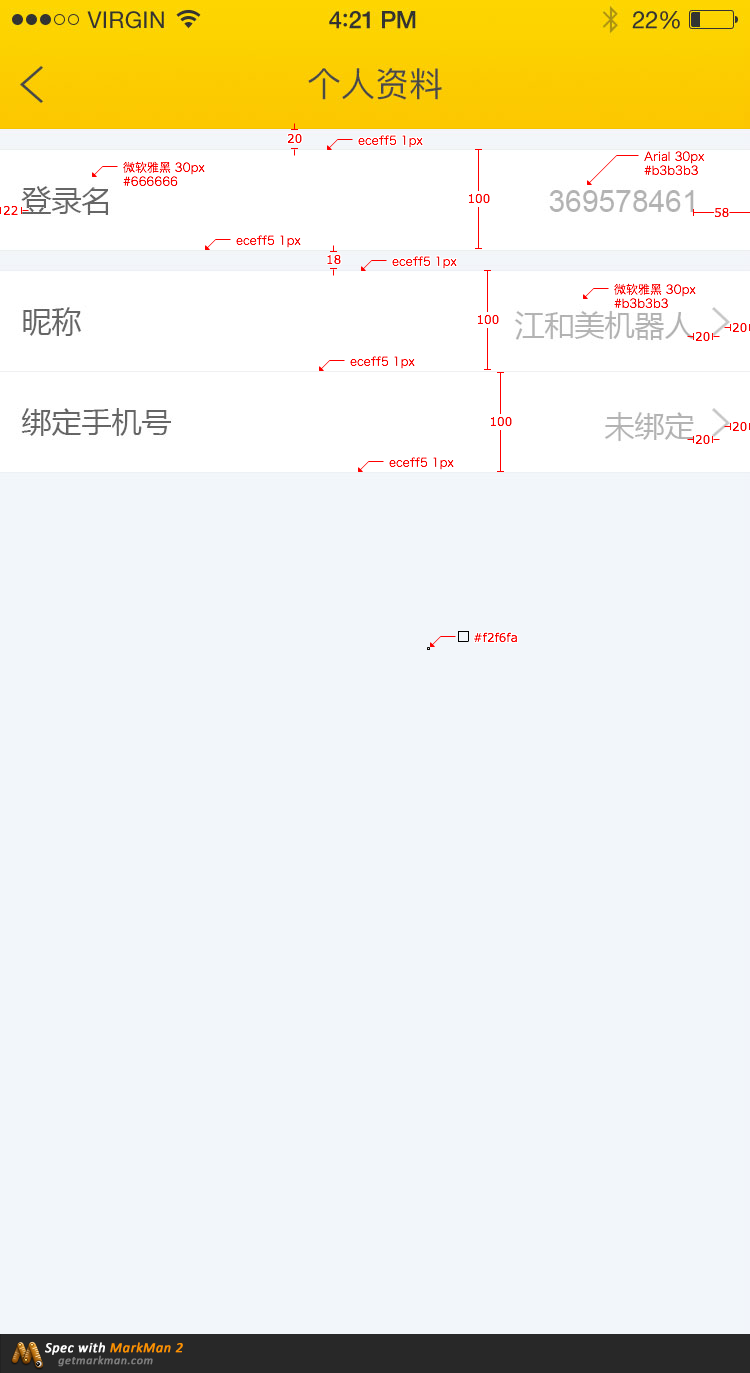 VIRGIN 4:21 PM 22%
个人资料
20
eceff5 1px
微软雅黑 30px
#666666
Arial 30px
#b3b3b3
登录名
100
369578461
22
58
eceff5 1px
18
eceff5 1px
微软雅黑 30px
#b3b3b3
昵称
100
江和美机器人
20
20
eceff5 1px
绑定手机号
100
未绑定
20
20
eceff5 1px
#f2f6fa
Spec with MarkMan 2
getmarkman.com